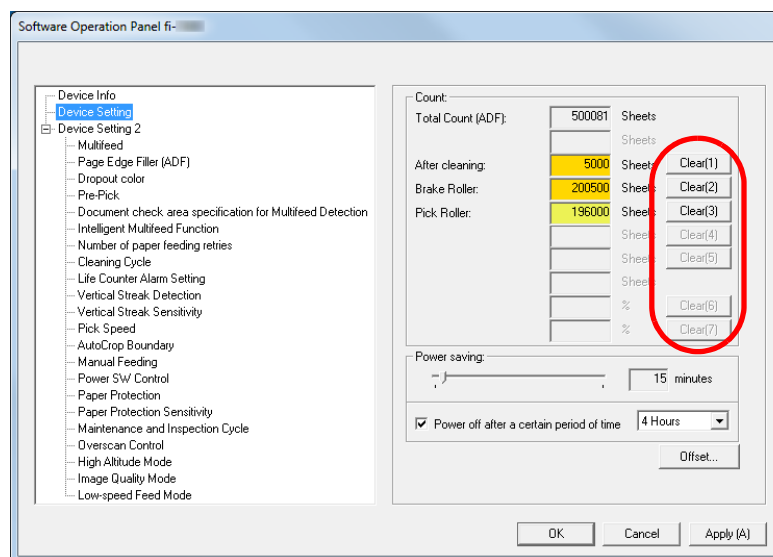 Software Operation Panel fi-
Device Info
Device Setting
Device Setting 2
Multifeed
Page Edge Filler (ADF)
Dropout color
Pre-Pick
Document check area specification for Multifeed Detection
Intelligent Multifeed Function
Number of paper feeding retries
Cleaning Cycle
Life Counter Alarm Setting
Vertical Streak Detection
Vertical Streak Sensitivity
Pick Speed
AutoCrop Boundary
Manual Feeding
Power SW Control
Paper Protection
Paper Protection Sensitivity
Maintenance and Inspection Cycle
Overscan Control
High Altitude Mode
Image Quality Mode
Low-speed Feed Mode
Count:
Total Count (ADF): 500081 Sheets
Sheets
After cleaning: 5000 Sheets Clear(1)
Brake Roller: 200500 Sheets Clear(2)
Pick Roller: 196000 Sheets Clear(3)
Sheets Clear(4)
Sheets Clear(5)
Sheets
% Clear(6)
% Clear(7)
Power saving:
15 minutes
Power off after a certain period of time 4 Hours
Offset...
OK Cancel Apply (A)